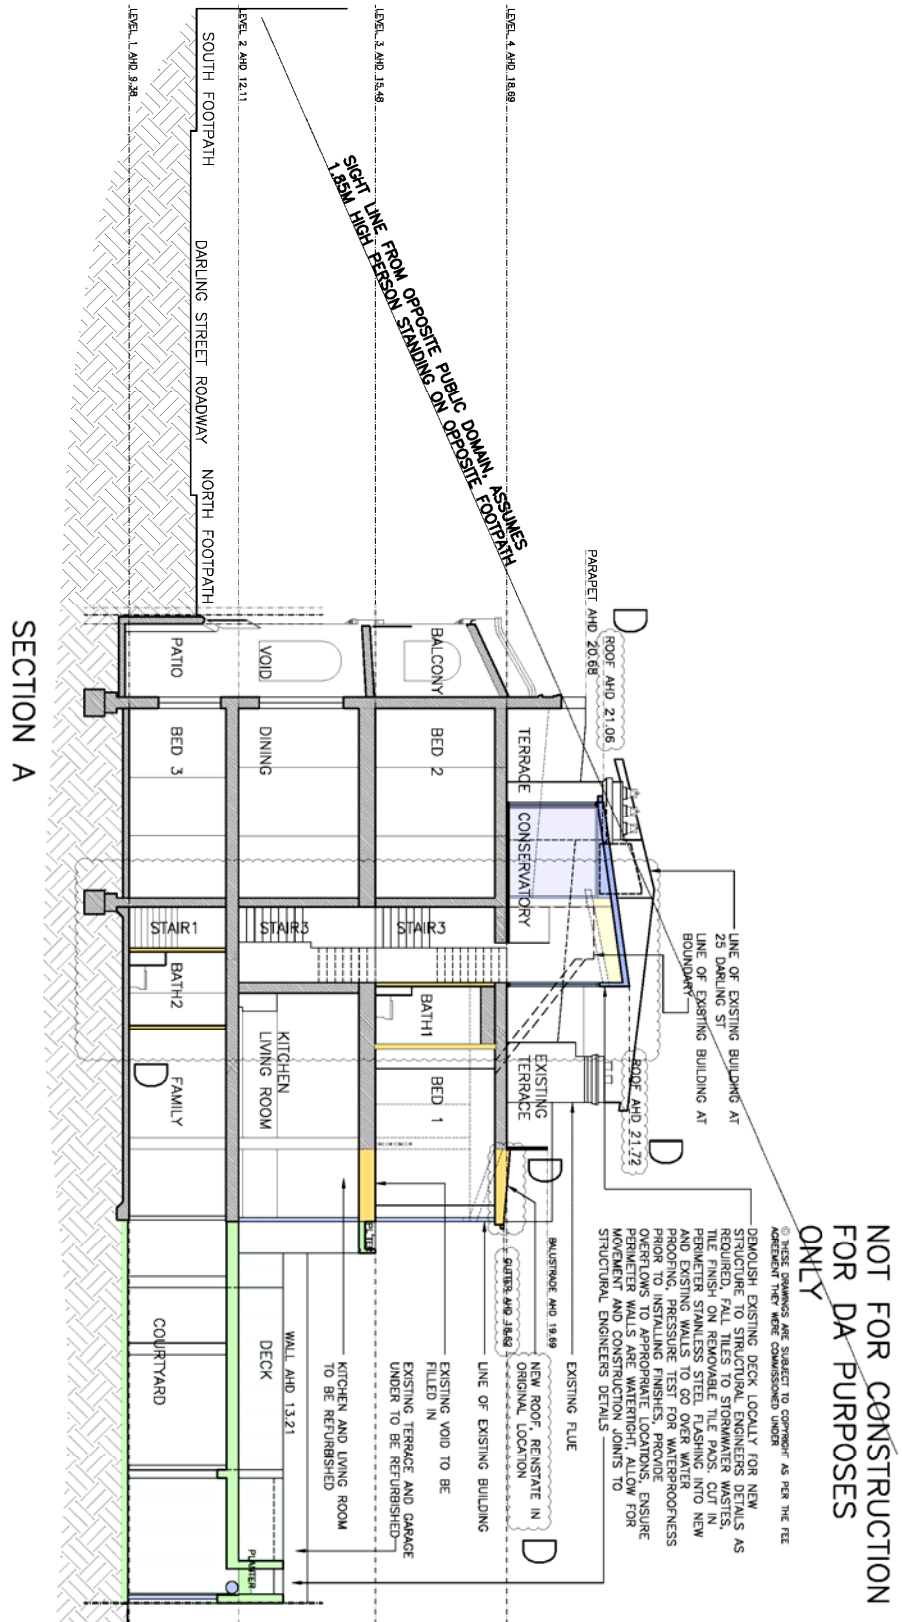 NOT FOR CONSTRUCTION
FOR DA PURPOSES
ONLY
© THESE DRAWINGS ARE SUBJECT TO COPYRIGHT AS PER THE FEE
AGREEMENT THEY WERE COMMISSIONED UNDER
DEMOLISH EXISTING DECK LOCALLY FOR NEW
STRUCTURE TO STRUCTURAL ENGINEERS DETAILS AS
REQUIRED, FALL TILES TO STORMWATER WASTES,
TILE FINISH ON REMOVABLE TILE PADS. CUT IN
PERIMETER STAINLESS STEEL FLASHING INTO NEW
AND EXISTING WALLS TO GO OVER WATER
PROOFING, PRESSURE TEST FOR WATERPROOFNESS
PRIOR TO INSTALLING FINISHES, PROVIDE
OVERFLOWS TO APPROPRIATE LOCATIONS, ENSURE
PERIMETER WALLS ARE WATERTIGHT, ALLOW FOR
MOVEMENT AND CONSTRUCTION JOINTS TO
STRUCTURAL ENGINEERS DETAILS
LINE OF EXISTING BUILDING AT
25 DARLING ST
LINE OF EXISTING BUILDING AT
BOUNDARY
ROOF AHD 21.06
ROOF AHD 21.72
PARAPET AHD 20.68
D
D
D
D
D
SIGHT LINE FROM OPPOSITE PUBLIC DOMAIN, ASSUMES
1.85M HIGH PERSON STANDING ON OPPOSITE FOOTPATH
LEVEL 4 AHD 18.69
LEVEL 3 AHD 15.48
LEVEL 2 AHD 12.11
LEVEL 1 AHD 9.38
TERRACE
CONSERVATORY
EXISTING
TERRACE
EXISTING FLUE
BALUSTRADE AHD 19.69
NEW ROOF, REINSTATE IN
ORIGINAL LOCATION
GUTTER AHD 18.62
LINE OF EXISTING BUILDING
EXISTING VOID TO BE
FILLED IN
EXISTING TERRACE AND GARAGE
UNDER TO BE REFURBISHED
KITCHEN AND LIVING ROOM
TO BE REFURBISHED
BALCONY
BED 2
STAIR3
BATH1
BED 1
VOID
DINING
STAIR3
KITCHEN
LIVING ROOM
WALL AHD 13.21
DECK
PLANTER
PATIO
BED 3
STAIR1
BATH2
FAMILY
COURTYARD
SOUTH FOOTPATH
DARLING STREET ROADWAY
NORTH FOOTPATH
SECTION A